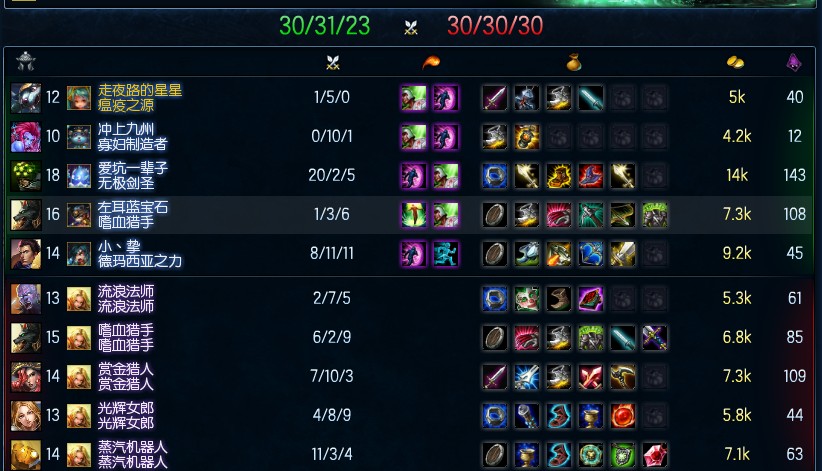 30/31/23 30/30/30
12 走夜路的星星 1/5/0 5k 40
瘟疫之源
10 冲上九州 0/10/1 4.2k 12
寡妇制造者
18 爱坑一辈子 20/2/5 14k 143
无极剑圣
16 左耳蓝宝石 1/3/6 7.3k 108
嗜血猎手
14 小丶挚 8/11/11 9.2k 45
德玛西亚之力
13 流浪法师 2/7/5 5.3k 61
流浪法师
15 嗜血猎手 6/2/9 6.8k 85
嗜血猎手
14 赏金猎人 7/10/3 7.3k 109
赏金猎人
13 光辉女郎 4/8/9 5.8k 44
光辉女郎
14 蒸汽机器人 11/3/4 7.1k 63
蒸汽机器人